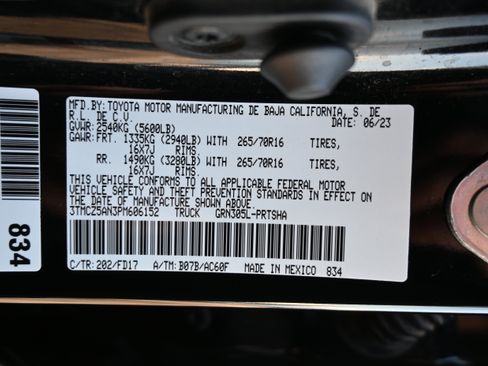 MFD.BY:TOYOTA MOTOR MANUFACTURING DE BAJA CALIFORNIA, S. DE
R.L. DE C.V. DATE: 06/23
GVWR:2540KG (5600LB)
GAWR:FRT. 1335KG (2940LB) WITH 265/70R16 TIRES,
16X7J RIMS
RR. 1490KG (3280LB) WITH 265/70R16 TIRES,
16X7J RIMS
THIS VEHICLE CONFORMS TO ALL APPLICABLE FEDERAL MOTOR
VEHICLE SAFETY AND THEFT PREVENTION STANDARDS IN EFFECT ON
THE DATE OF MANUFACTURE SHOWN ABOVE.
3TMCZ5AN3PM606152 TRUCK GRN305L-PRTSHA
C/TR:202/FD17 A/TM:B07B/AC60F MADE IN MEXICO 834
834